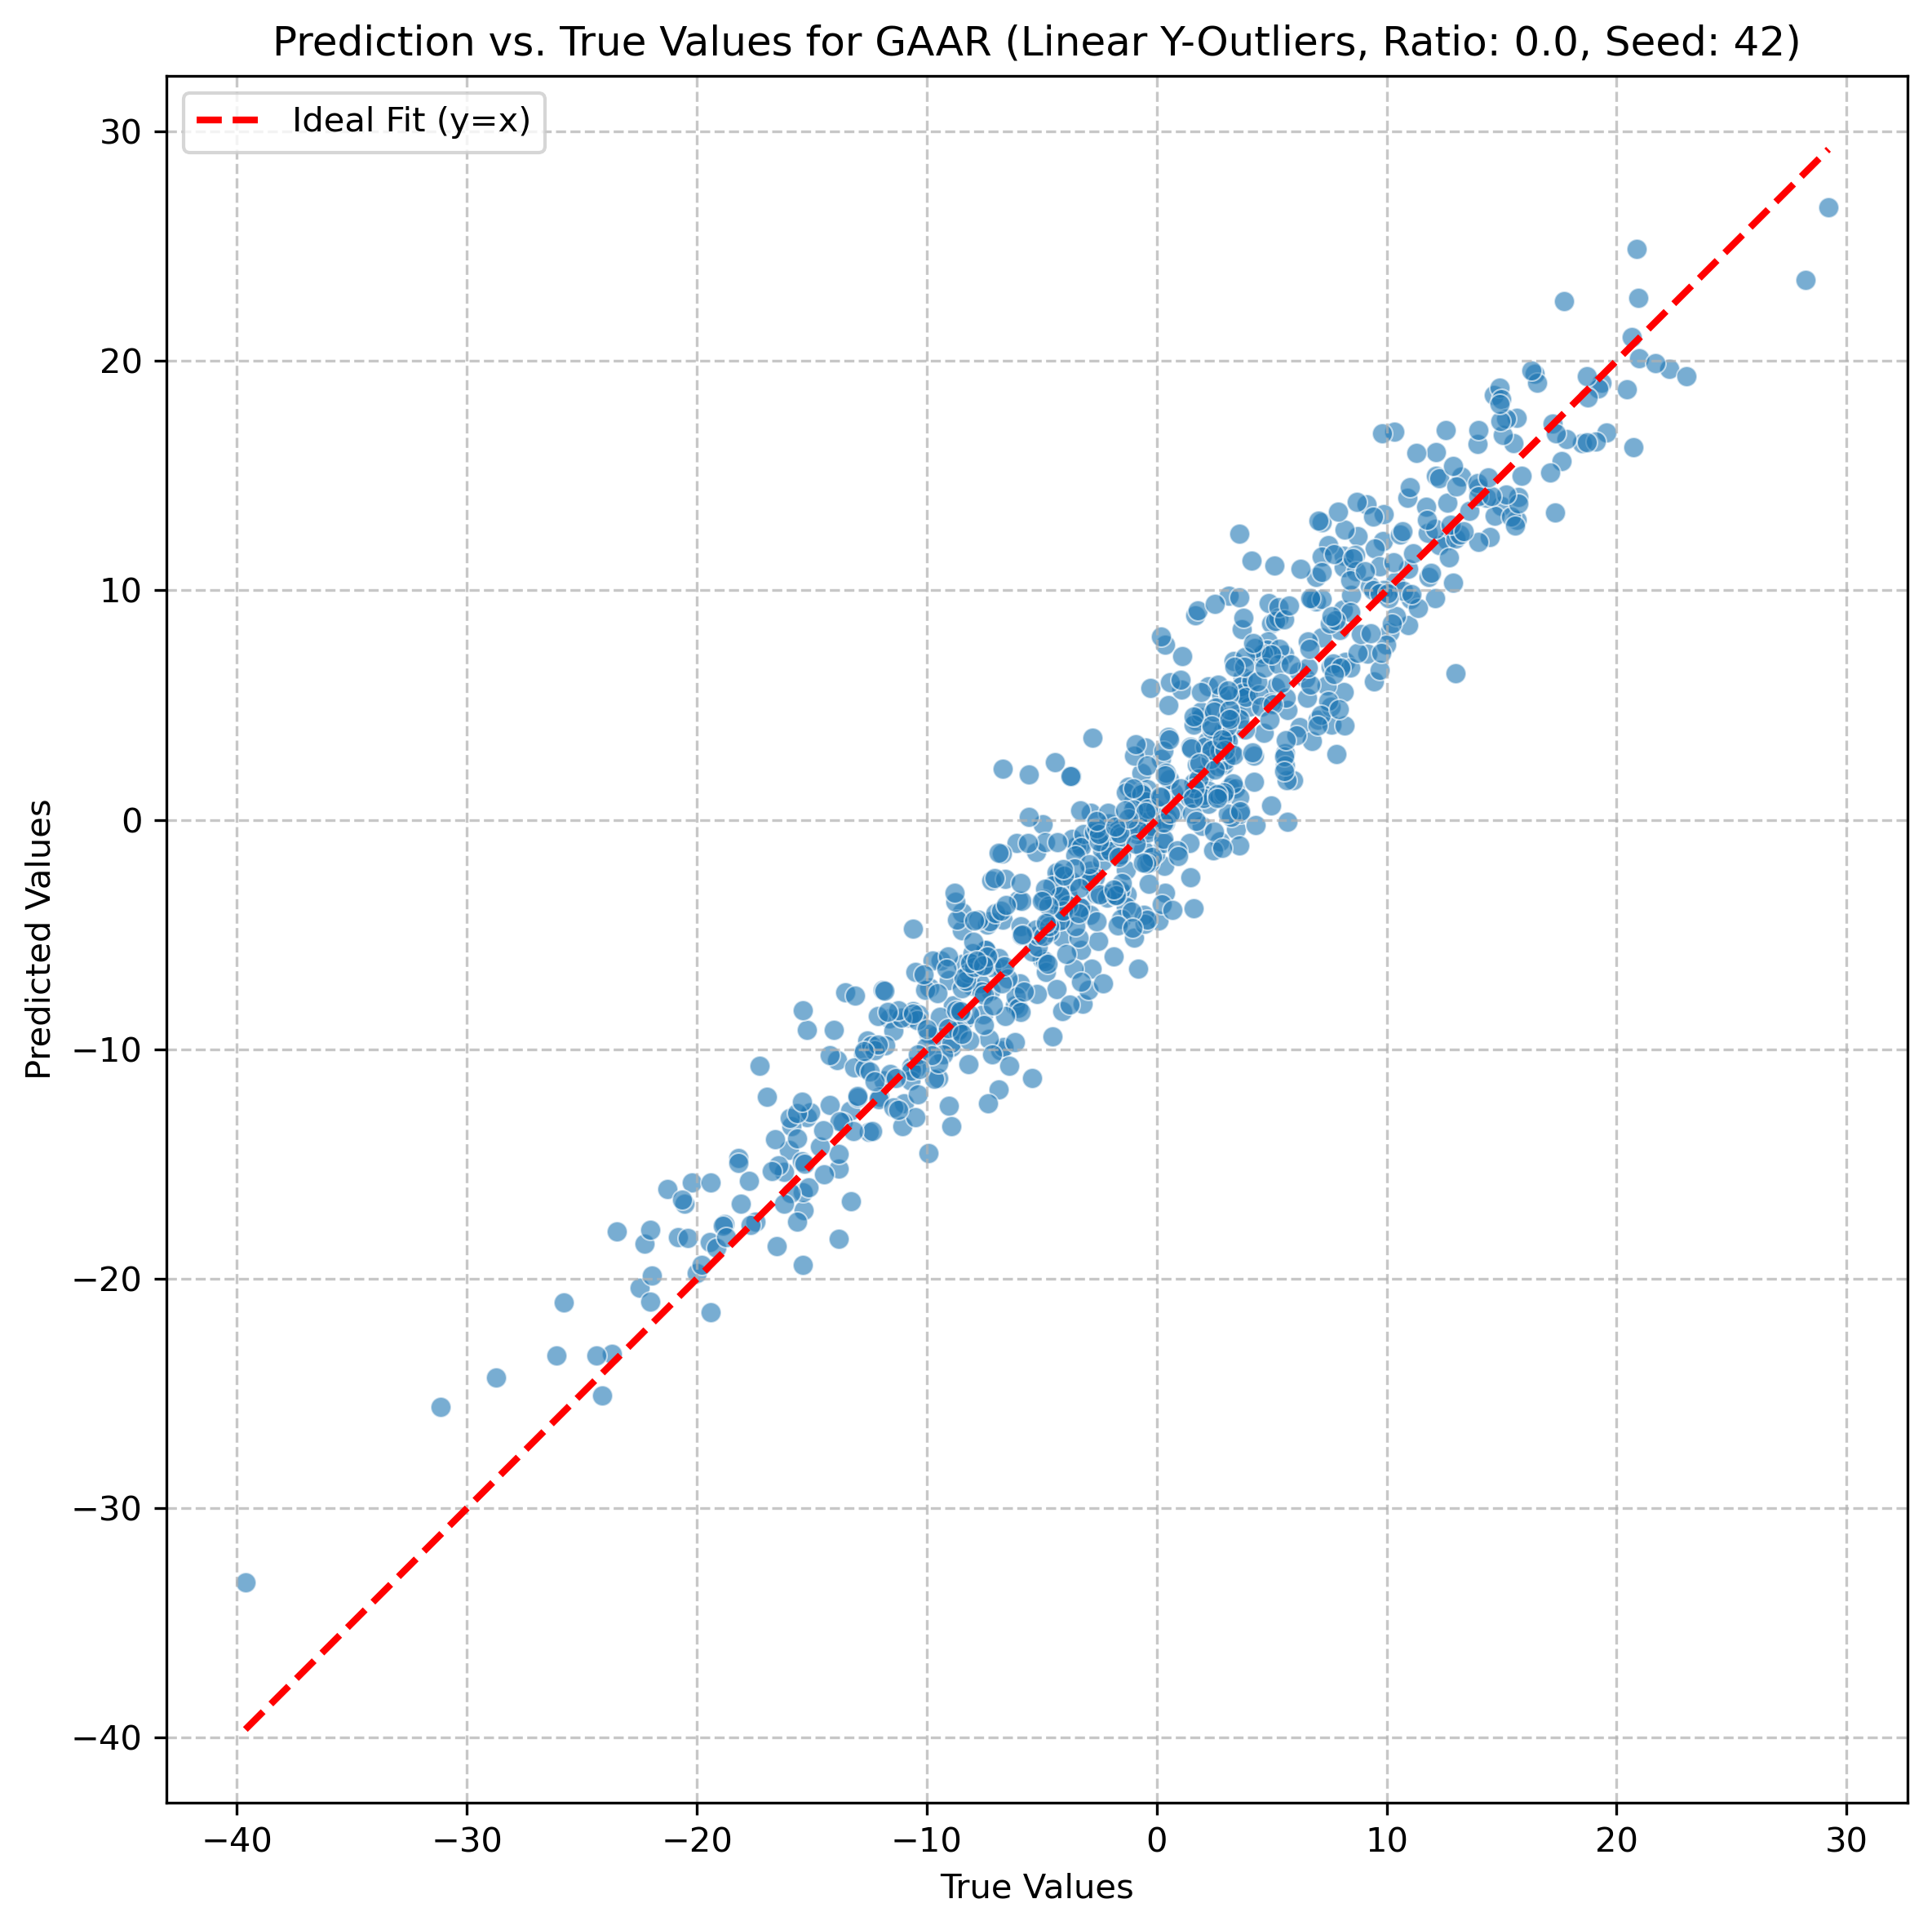 Prediction vs. True Values for GAAR (Linear Y-Outliers, Ratio: 0.0, Seed: 42)
Ideal Fit (y=x)
30
20
10
0
−10
−20
−30
−40
Predicted Values
−40 −30 −20 −10 0 10 20 30
True Values